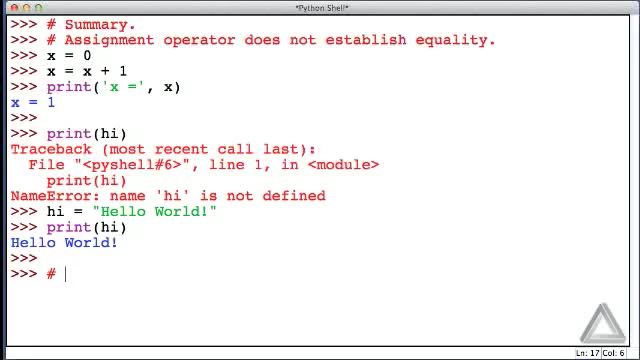 *Python Shell*
>>> # Summary.
>>> # Assignment operator does not establish equality.
>>> x = 0
>>> x = x + 1
>>> print('x =', x)
x = 1
>>>
>>> print(hi)
Traceback (most recent call last):
  File "<pyshell#6>", line 1, in <module>
    print(hi)
NameError: name 'hi' is not defined
>>> hi = "Hello World!"
>>> print(hi)
Hello World!
>>>
>>> #
Ln: 17 Col: 6